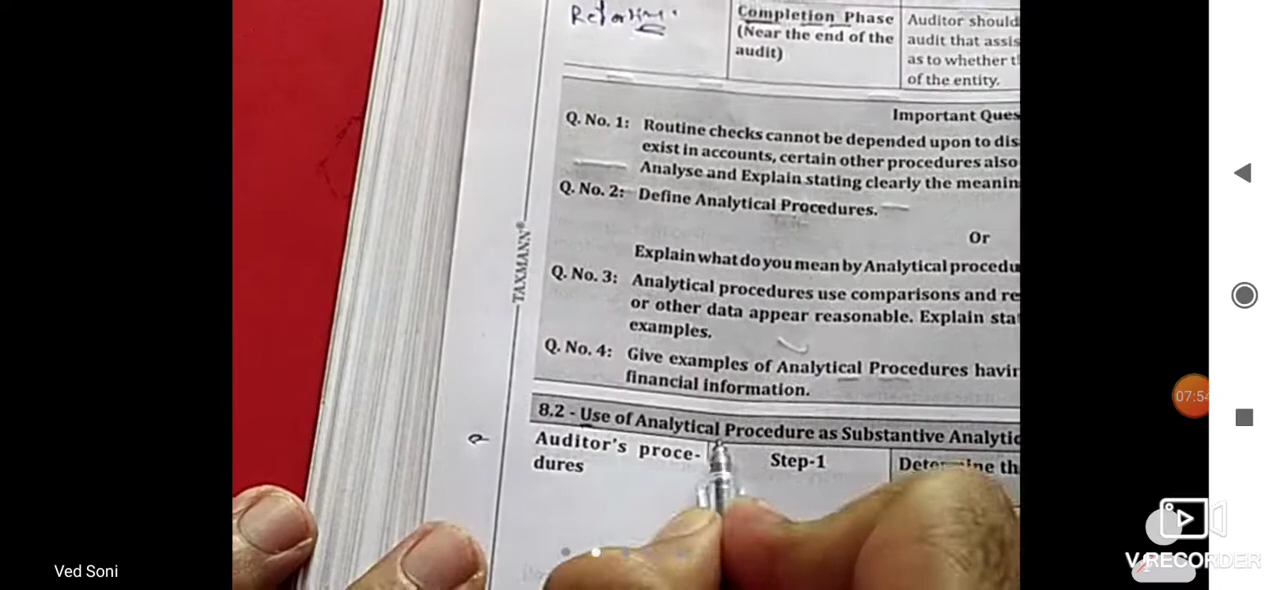 Completion Phase
(Near the end of the
audit)
Auditor should
audit that assis
as to whether t
of the entity.
Important Ques
Q. No. 1: Routine checks cannot be depended upon to dis
exist in accounts, certain other procedures also
Analyse and Explain stating clearly the meanin
Q. No. 2: Define Analytical Procedures.
Or
Explain what do you mean by Analytical procedu
Q. No. 3: Analytical procedures use comparisons and re
or other data appear reasonable. Explain sta
examples.
Q. No. 4: Give examples of Analytical Procedures havin
financial information.
TAXMANN®
8.2 - Use of Analytical Procedure as Substantive Analytic
Auditor's proce-
dures
Step-1
Determine th
07:54
Ved Soni
V RECORDER